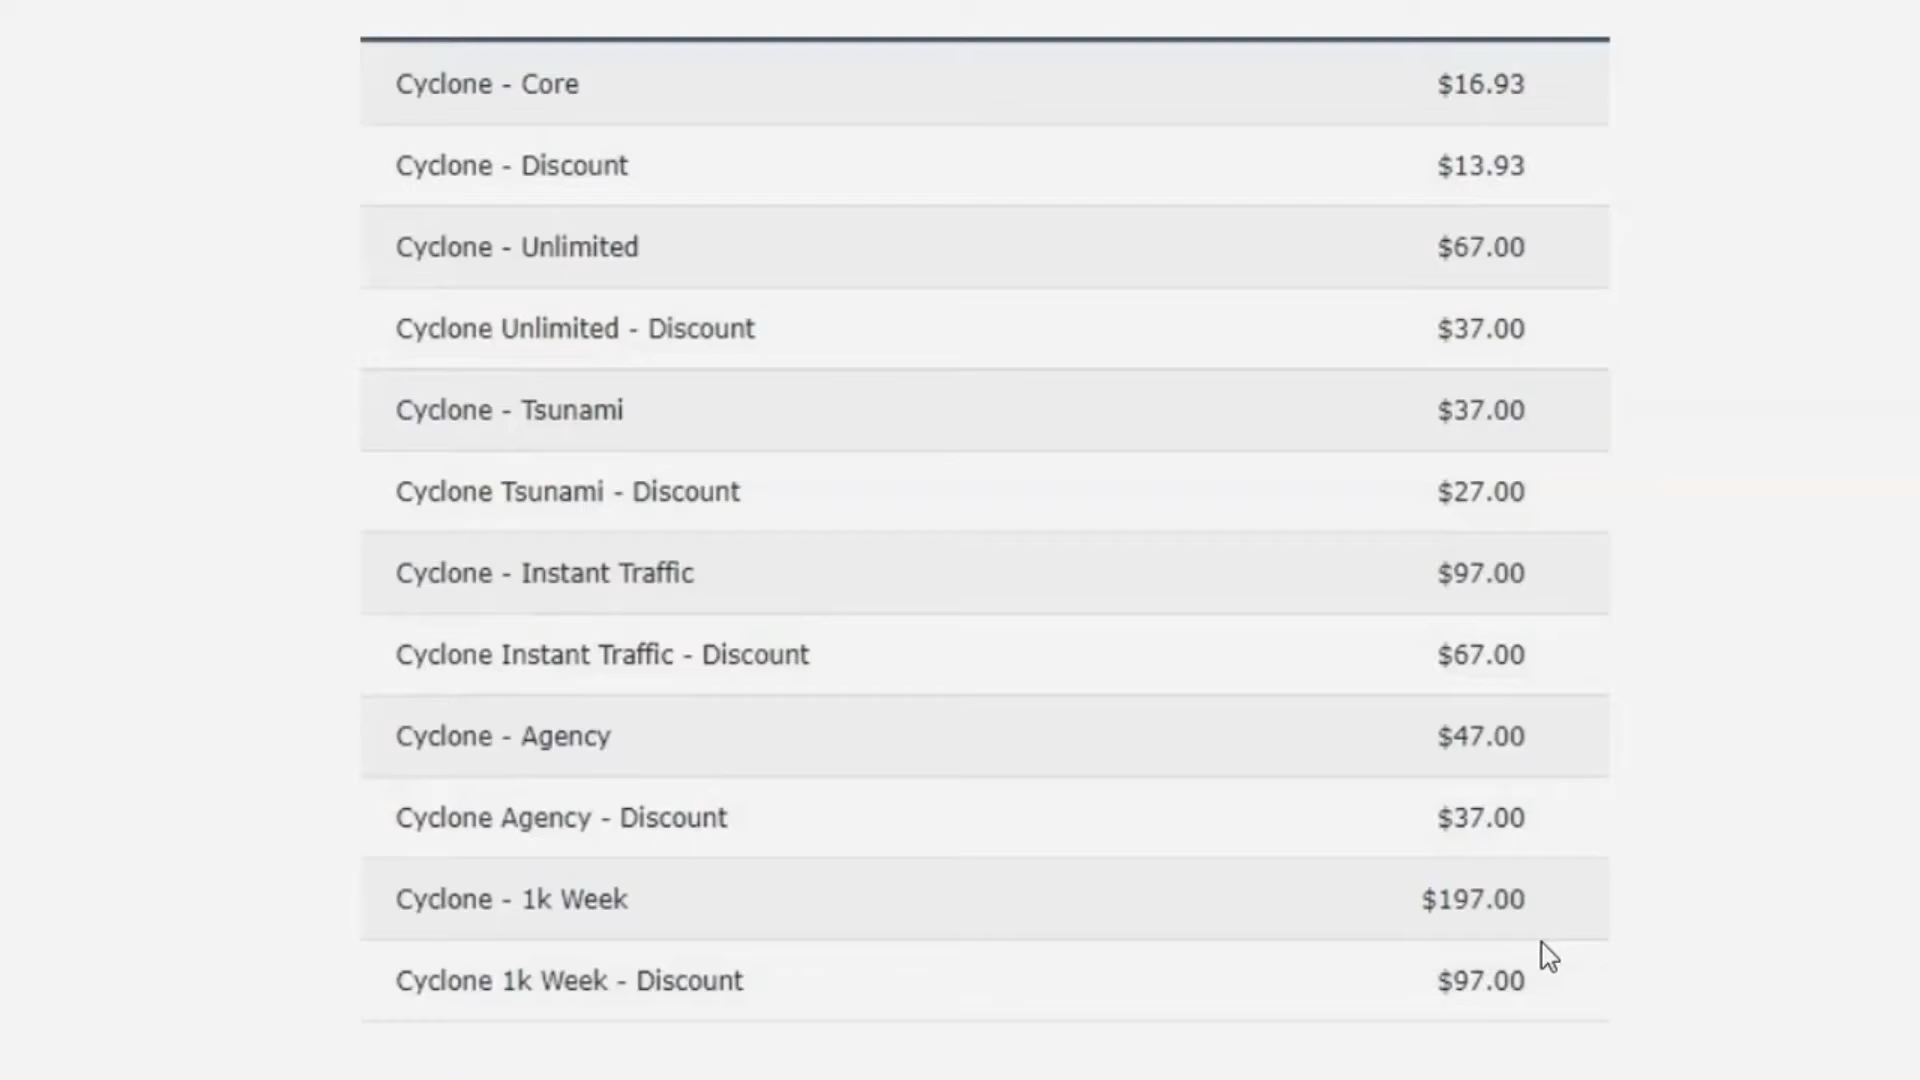 Cyclone - Core $16.93
Cyclone - Discount $13.93
Cyclone - Unlimited $67.00
Cyclone Unlimited - Discount $37.00
Cyclone - Tsunami $37.00
Cyclone Tsunami - Discount $27.00
Cyclone - Instant Traffic $97.00
Cyclone Instant Traffic - Discount $67.00
Cyclone - Agency $47.00
Cyclone Agency - Discount $37.00
Cyclone - 1k Week $197.00
Cyclone 1k Week - Discount $97.00